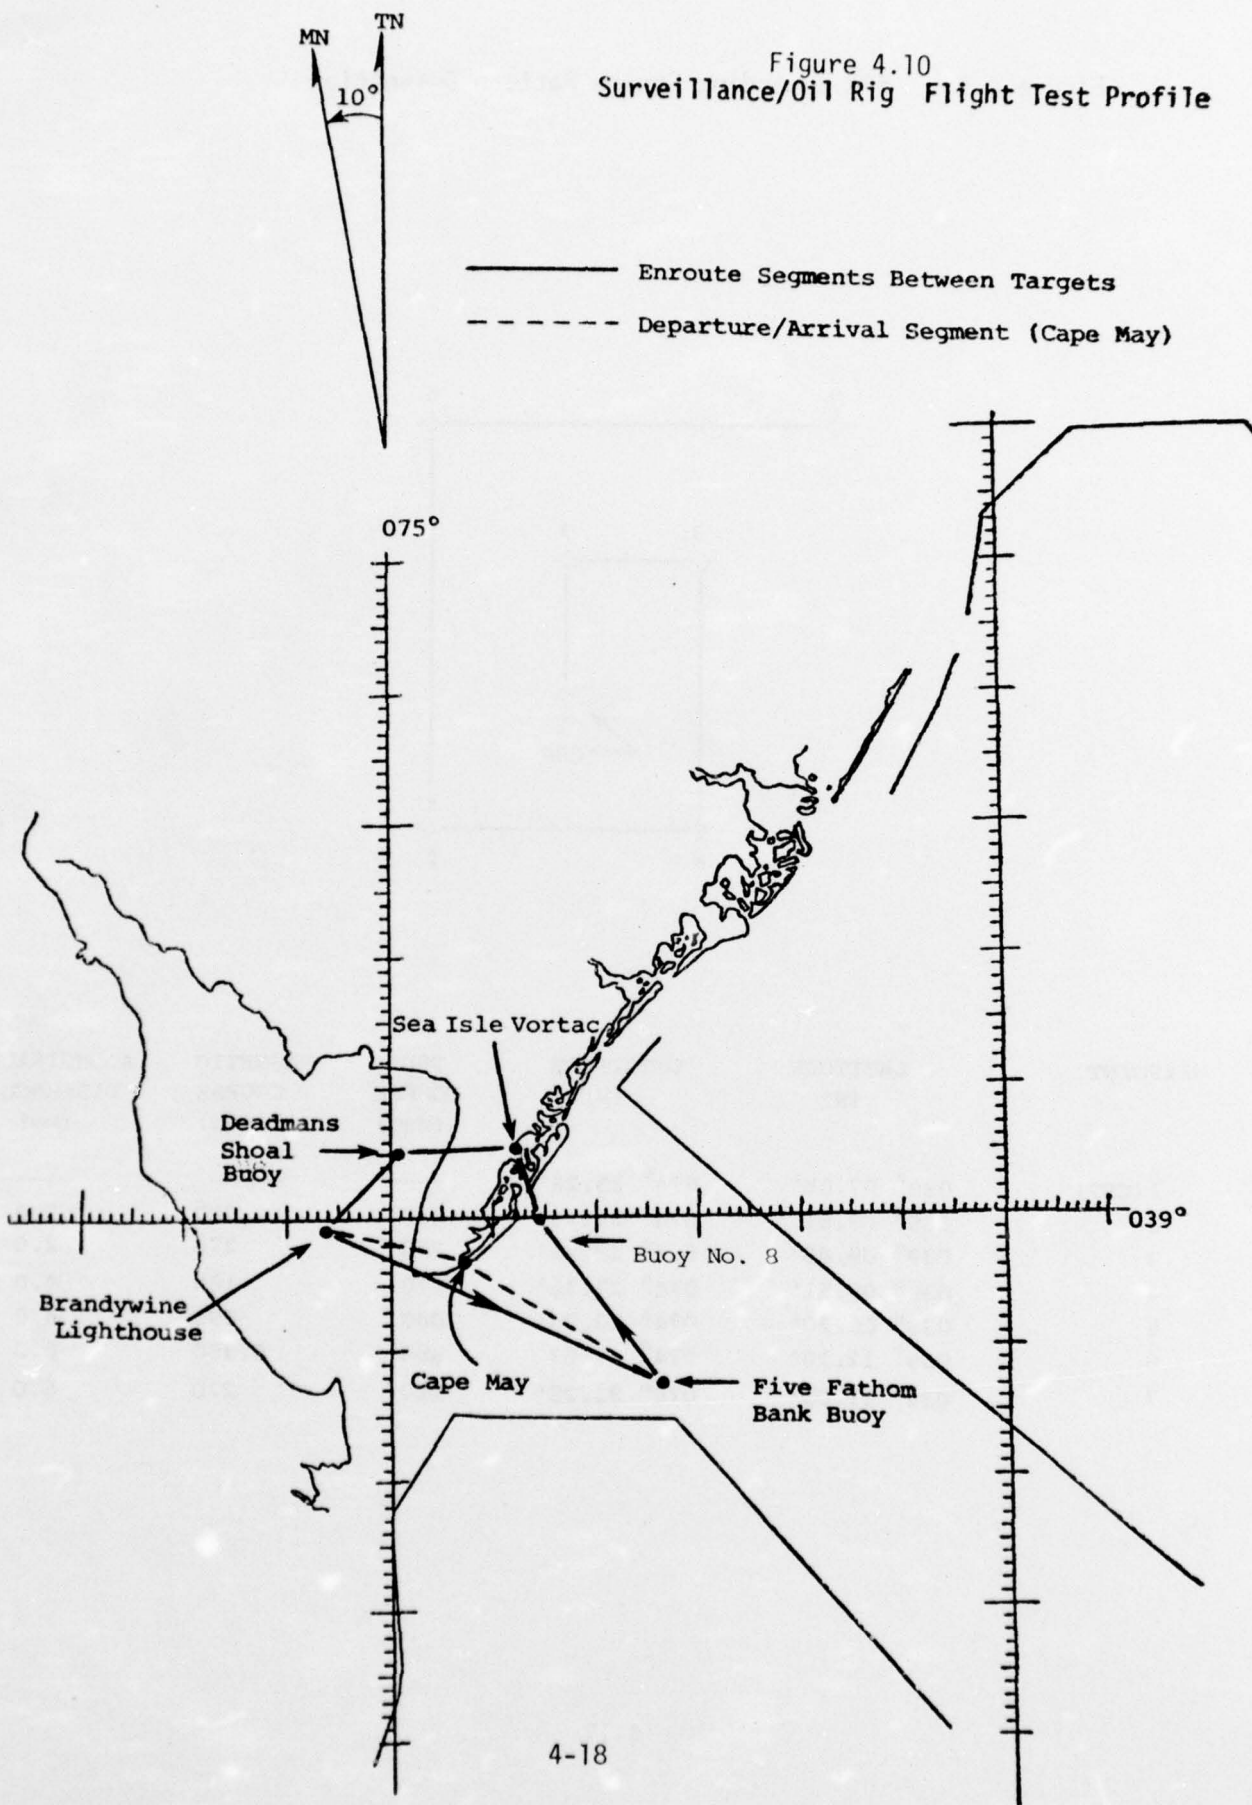 MN
TN
10°
Figure 4.10
Surveillance/Oil Rig Flight Test Profile
Enroute Segments Between Targets
Departure/Arrival Segment (Cape May)
075°
Sea Isle Vortac
Deadmans
Shoal
Buoy
039°
Buoy No. 8
Brandywine
Lighthouse
Cape May
Five Fathom
Bank Buoy
4-18